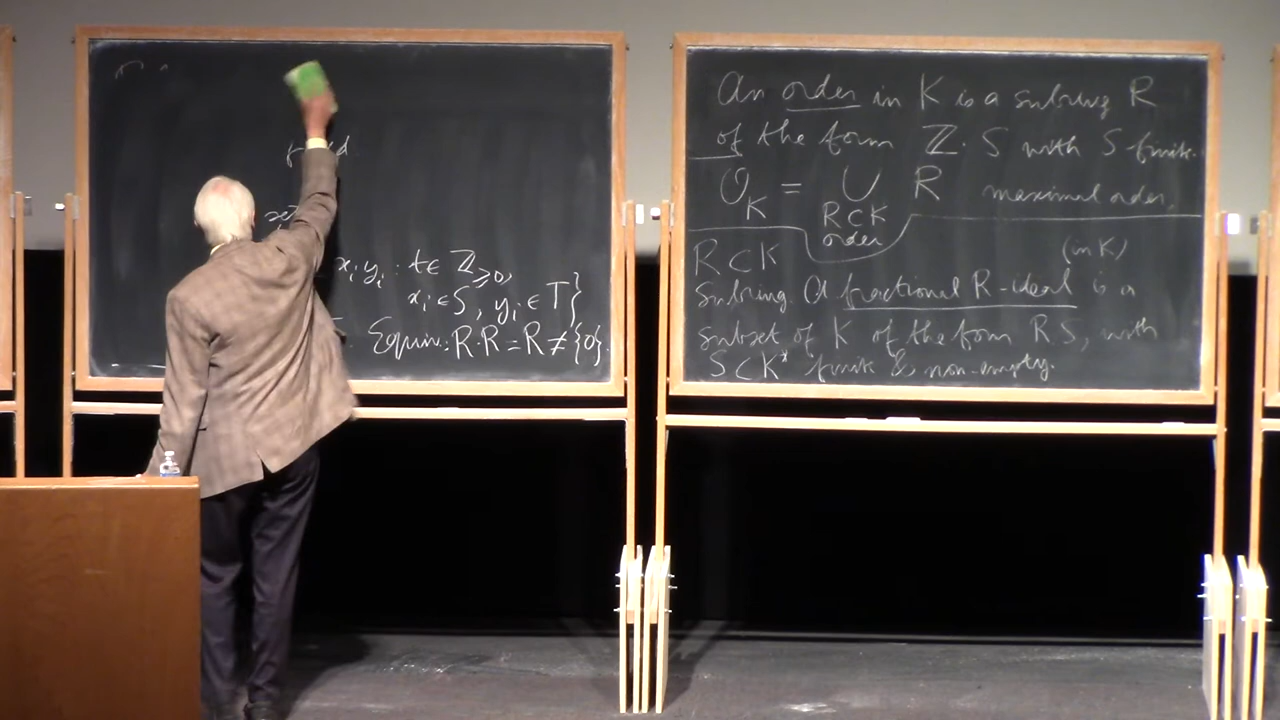 x_i y_i : t ∈ ℤ_≥0,
x_i ∈ S, y_i ∈ T}
Equiv.: R·R = R ≠ {0}.
An order in K is a subring R
of the form ℤ·S with S finite.
O_K = ∪ R maximal order.
R⊂K
order
R ⊂ K (in K)
subring. A fractional R-ideal is a
subset of K of the form R·S, with
S ⊂ K* finite & non-empty.